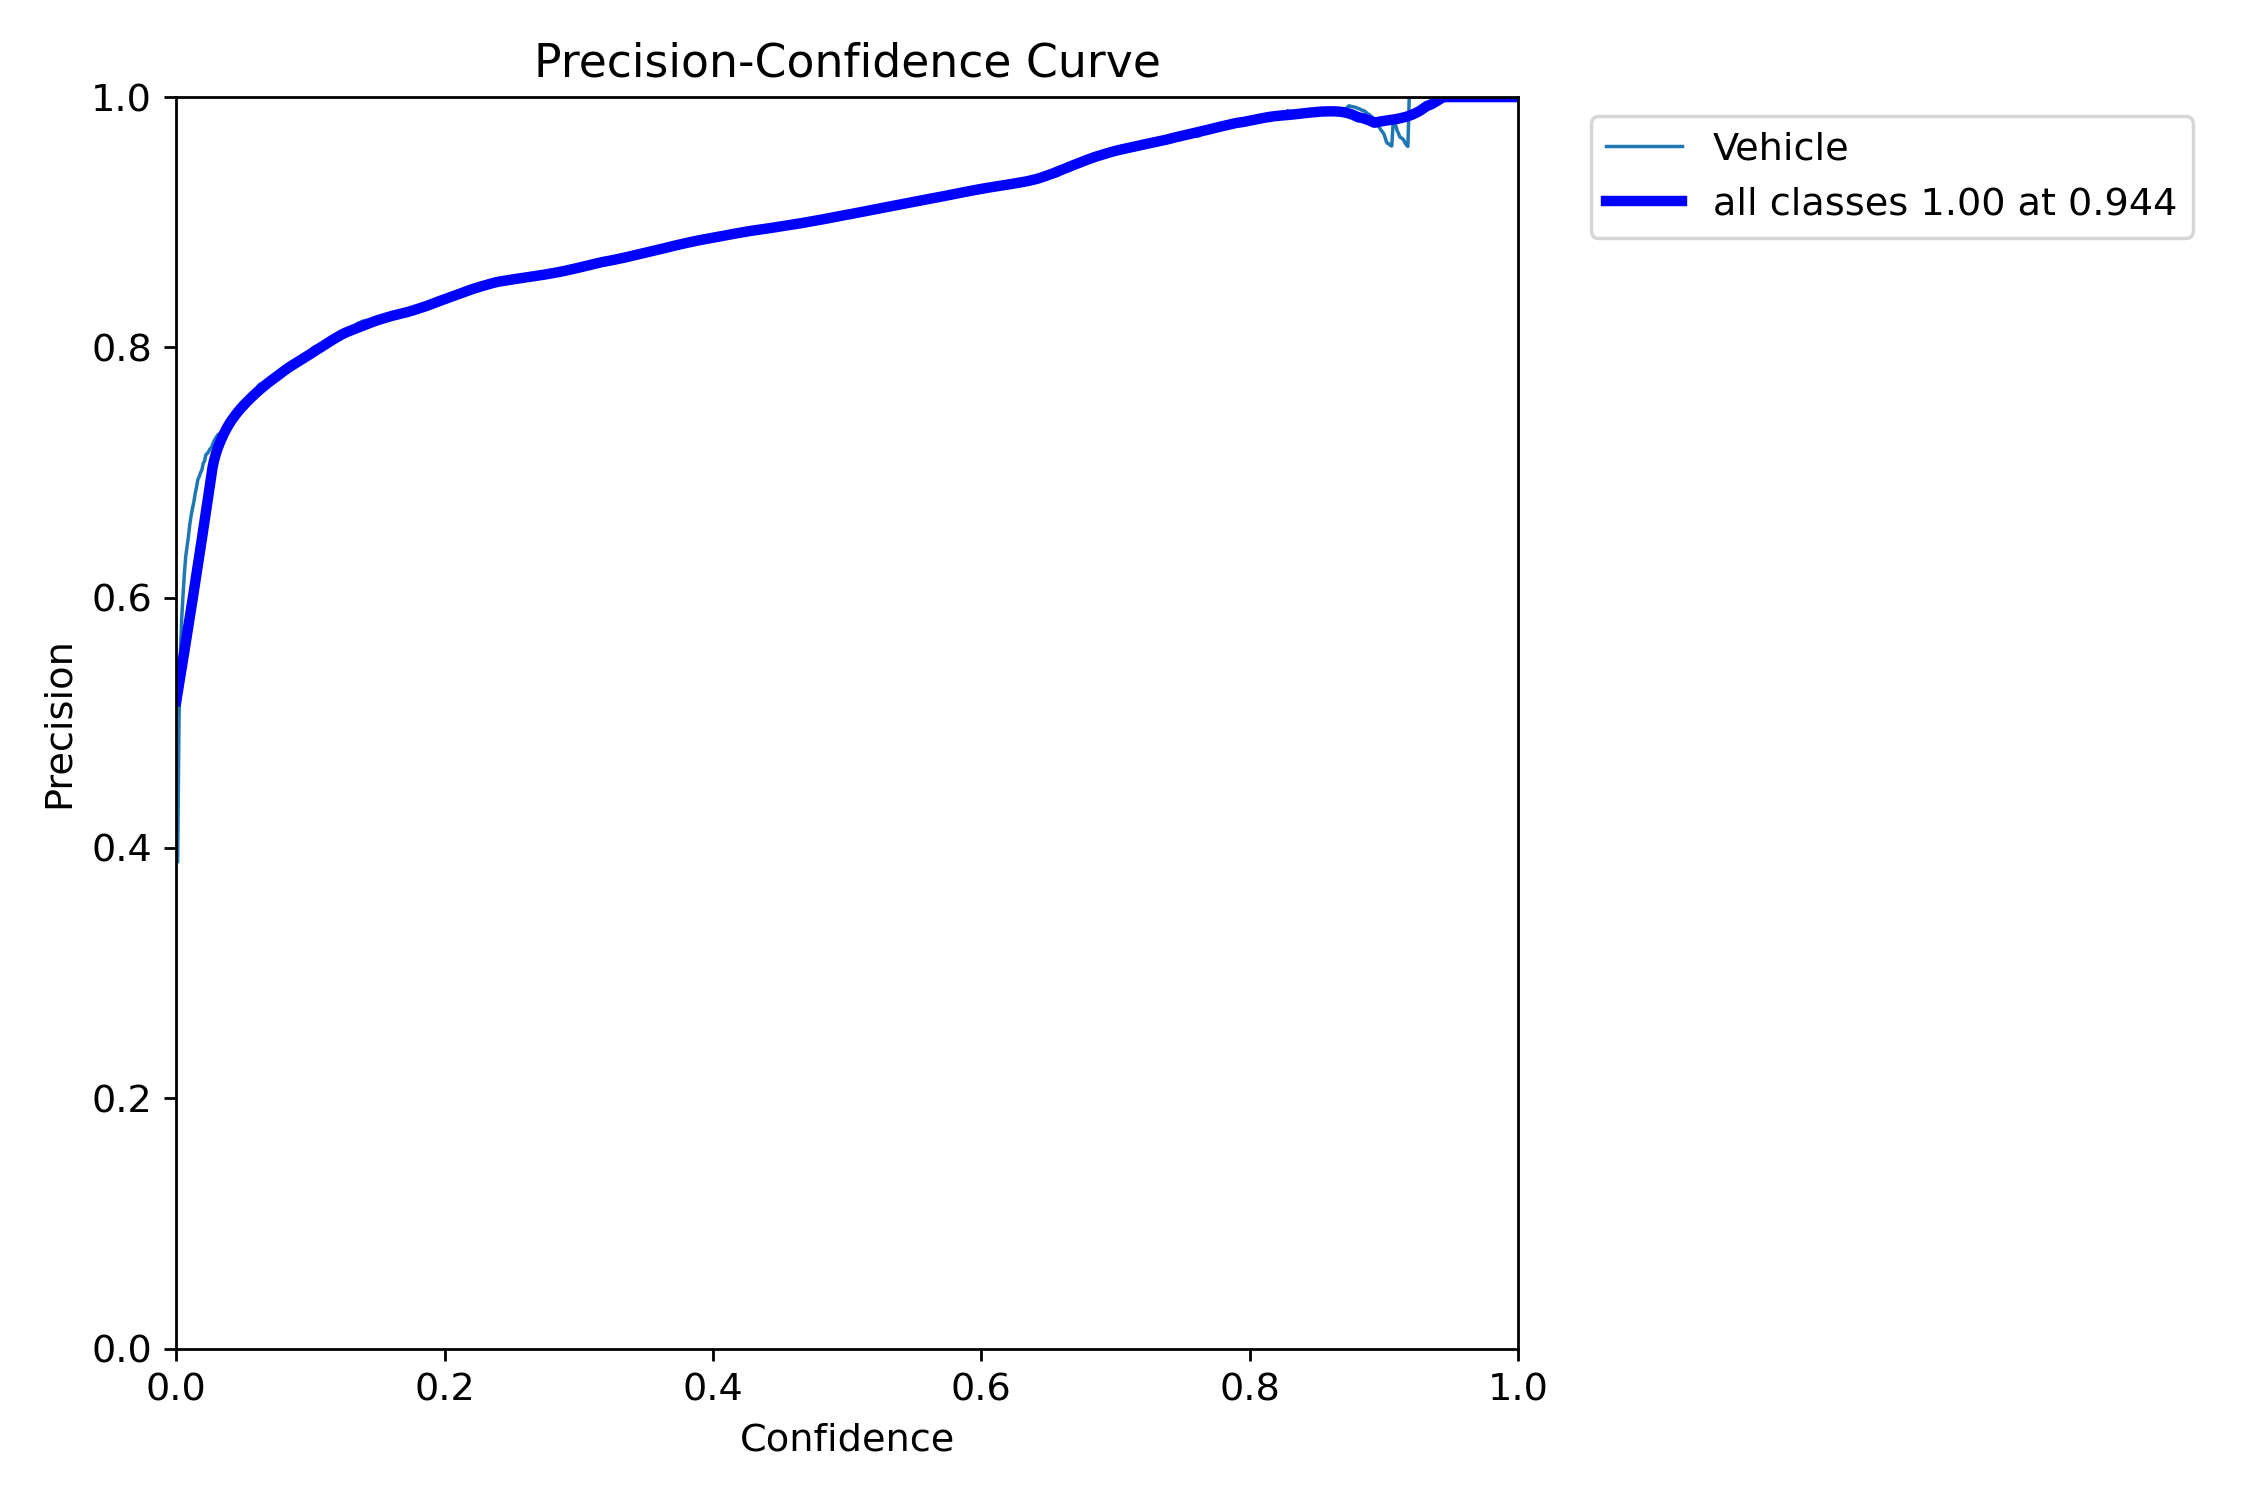 Precision-Confidence Curve
1.0
0.8
0.6
0.4
0.2
0.0
Precision
0.0 0.2 0.4 0.6 0.8 1.0
Confidence
Vehicle
all classes 1.00 at 0.944